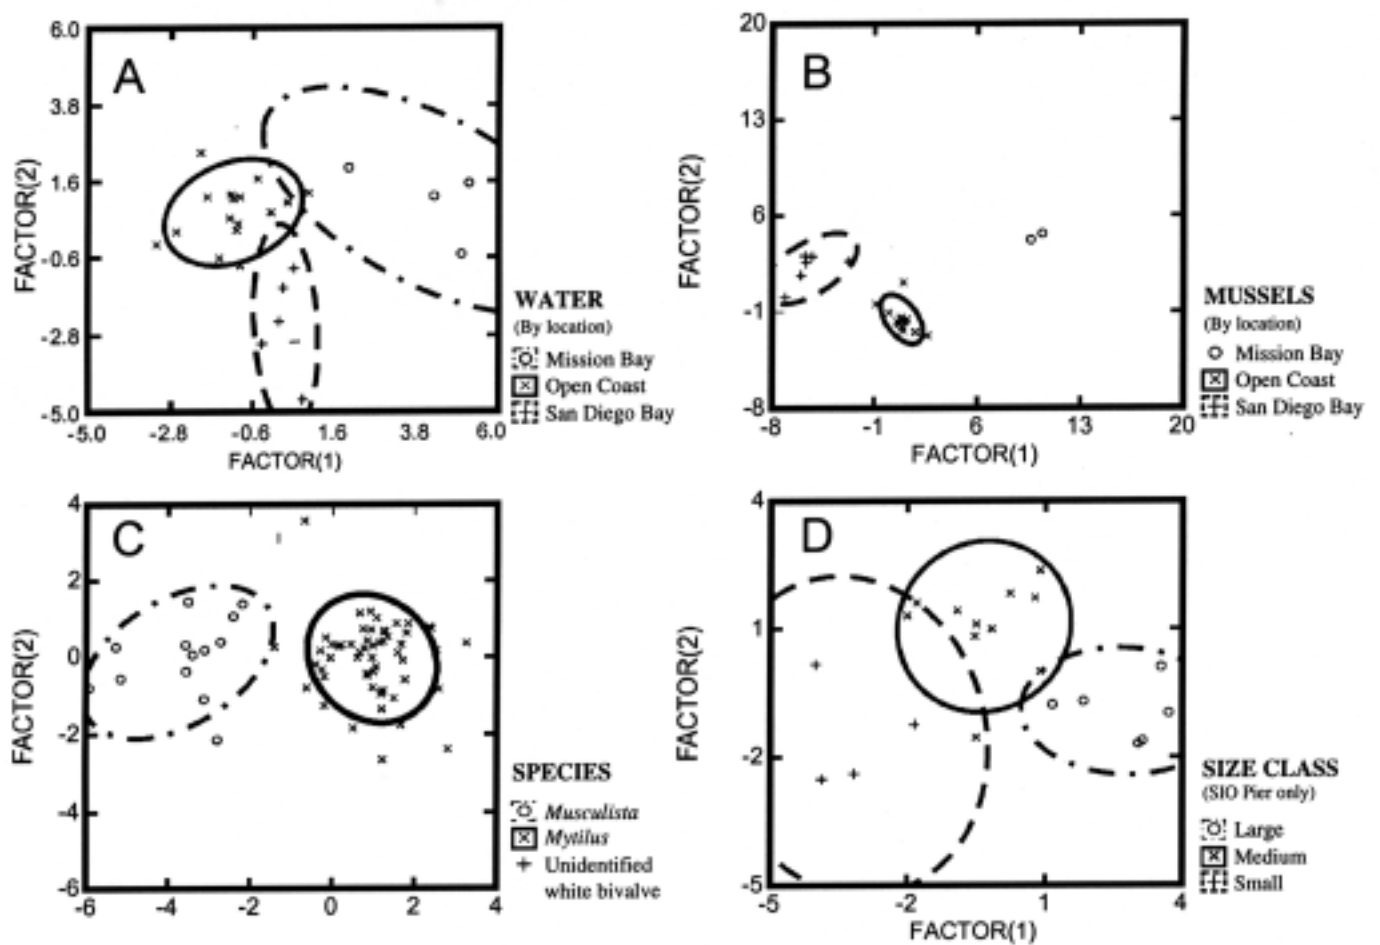 A
6.0
3.8
1.6
-0.6
-2.8
-5.0
FACTOR(2)
-5.0 -2.8 -0.6 1.6 3.8 6.0
FACTOR(1)
WATER
(By location)
Mission Bay
Open Coast
San Diego Bay
B
20
13
6
-1
-8
FACTOR(2)
-8 -1 6 13 20
FACTOR(1)
MUSSELS
(By location)
Mission Bay
Open Coast
San Diego Bay
C
4
2
0
-2
-4
-6
FACTOR(2)
-6 -4 -2 0 2 4
FACTOR(1)
SPECIES
Musculista
Mytilus
Unidentified
white bivalve
D
4
1
-2
-5
FACTOR(2)
-5 -2 1 4
FACTOR(1)
SIZE CLASS
(SIO Pier only)
Large
Medium
Small